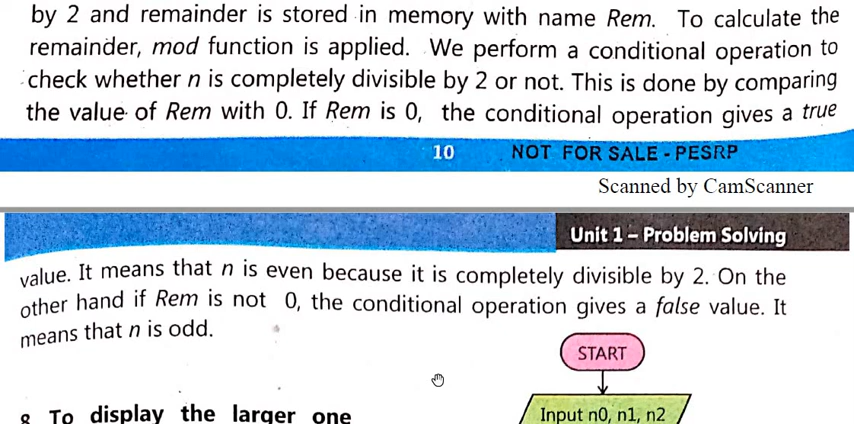 by 2 and remainder is stored in memory with name Rem. To calculate the
remainder, mod function is applied. We perform a conditional operation to
check whether n is completely divisible by 2 or not. This is done by comparing
the value of Rem with 0. If Rem is 0, the conditional operation gives a true
10 NOT FOR SALE - PESRP
Scanned by CamScanner
Unit 1 – Problem Solving
value. It means that n is even because it is completely divisible by 2. On the
other hand if Rem is not 0, the conditional operation gives a false value. It
means that n is odd.
START
8 To display the larger one
Input n0, n1, n2